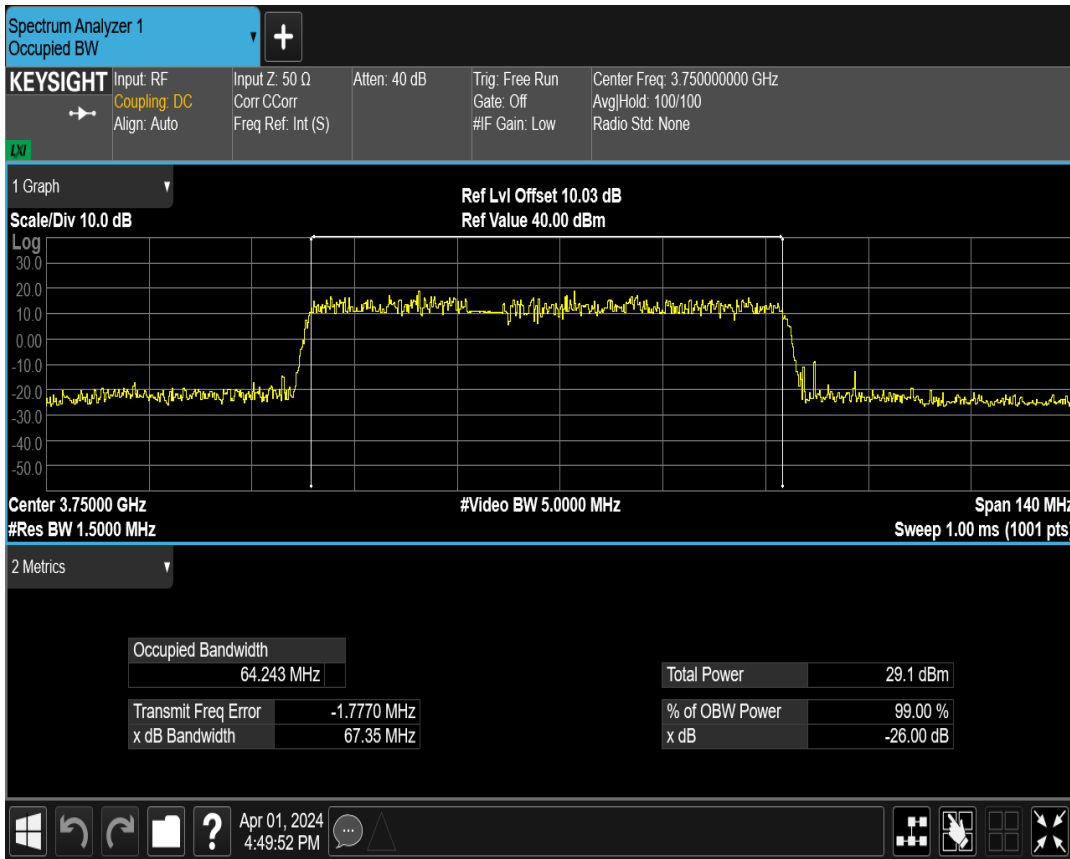 Spectrum Analyzer 1
Occupied BW
+
KEYSIGHT
LXI
Input: RF
Coupling: DC
Align: Auto
Input Z: 50 Ω
Corr CCorr
Freq Ref: Int (S)
Atten: 40 dB
Trig: Free Run
Gate: Off
#IF Gain: Low
Center Freq: 3.750000000 GHz
Avg|Hold: 100/100
Radio Std: None
1 Graph
Scale/Div 10.0 dB
Ref Lvl Offset 10.03 dB
Ref Value 40.00 dBm
Log
30.0
20.0
10.0
0.00
-10.0
-20.0
-30.0
-40.0
-50.0
Center 3.75000 GHz
#Video BW 5.0000 MHz
Span 140 MHz
#Res BW 1.5000 MHz
Sweep 1.00 ms (1001 pts)
2 Metrics
Occupied Bandwidth
64.243 MHz
Total Power 29.1 dBm
Transmit Freq Error -1.7770 MHz
% of OBW Power 99.00 %
x dB Bandwidth 67.35 MHz
x dB -26.00 dB
?
Apr 01, 2024
4:49:52 PM